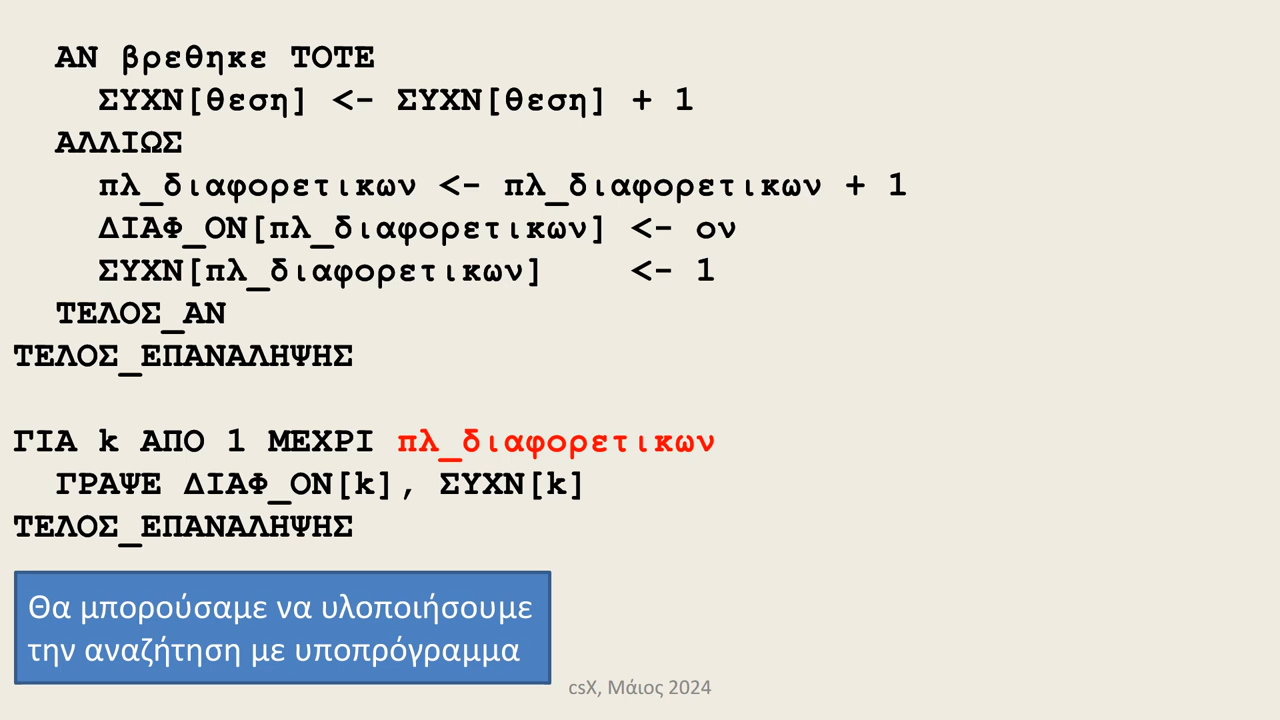 ΑΝ βρεθηκε ΤΟΤΕ
ΣΥΧΝ[θεση] <- ΣΥΧΝ[θεση] + 1
ΑΛΛΙΩΣ
πλ_διαφορετικων <- πλ_διαφορετικων + 1
ΔΙΑΦ_ΟΝ[πλ_διαφορετικων] <- ον
ΣΥΧΝ[πλ_διαφορετικων] <- 1
ΤΕΛΟΣ_ΑΝ
ΤΕΛΟΣ_ΕΠΑΝΑΛΗΨΗΣ
ΓΙΑ k ΑΠΟ 1 ΜΕΧΡΙ πλ_διαφορετικων
ΓΡΑΨΕ ΔΙΑΦ_ΟΝ[k], ΣΥΧΝ[k]
ΤΕΛΟΣ_ΕΠΑΝΑΛΗΨΗΣ
Θα μπορούσαμε να υλοποιήσουμε
την αναζήτηση με υποπρόγραμμα
csX, Μάιος 2024